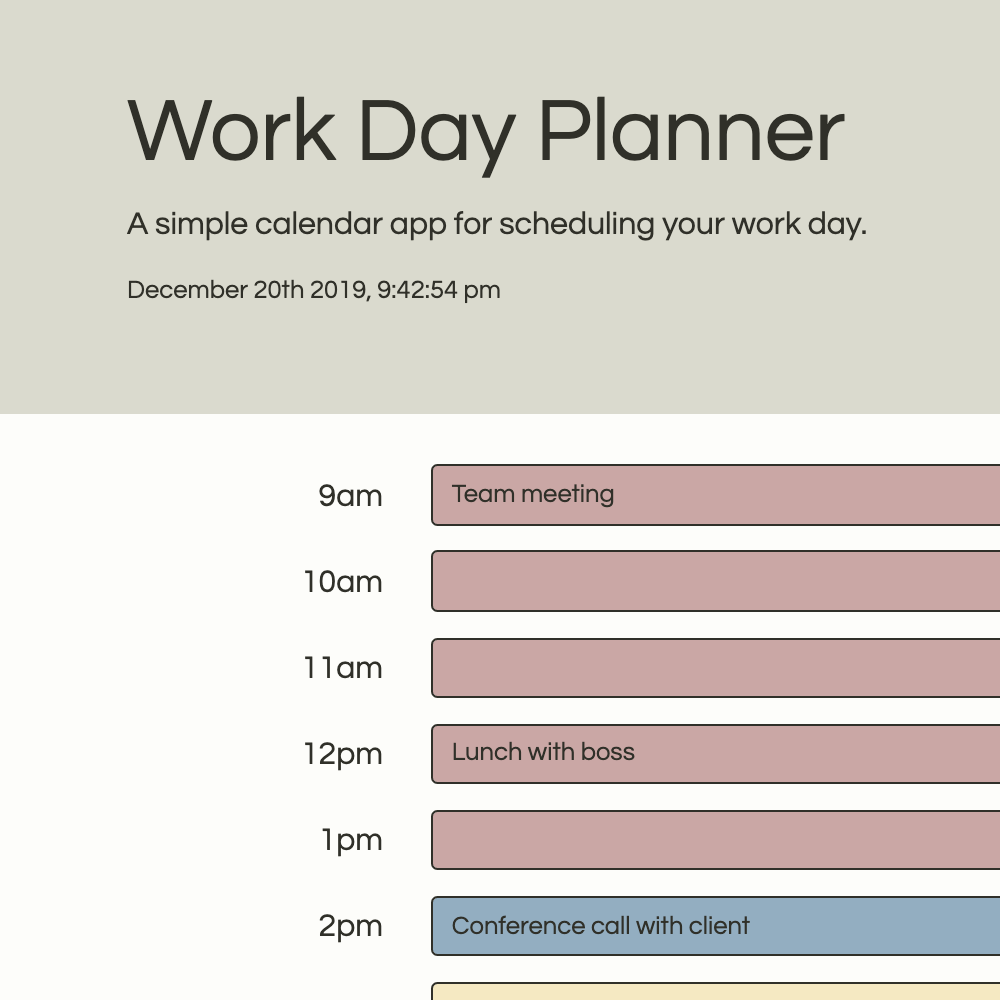 Work Day Planner
A simple calendar app for scheduling your work day.
December 20th 2019, 9:42:54 pm
9am Team meeting
10am
11am
12pm Lunch with boss
1pm
2pm Conference call with client